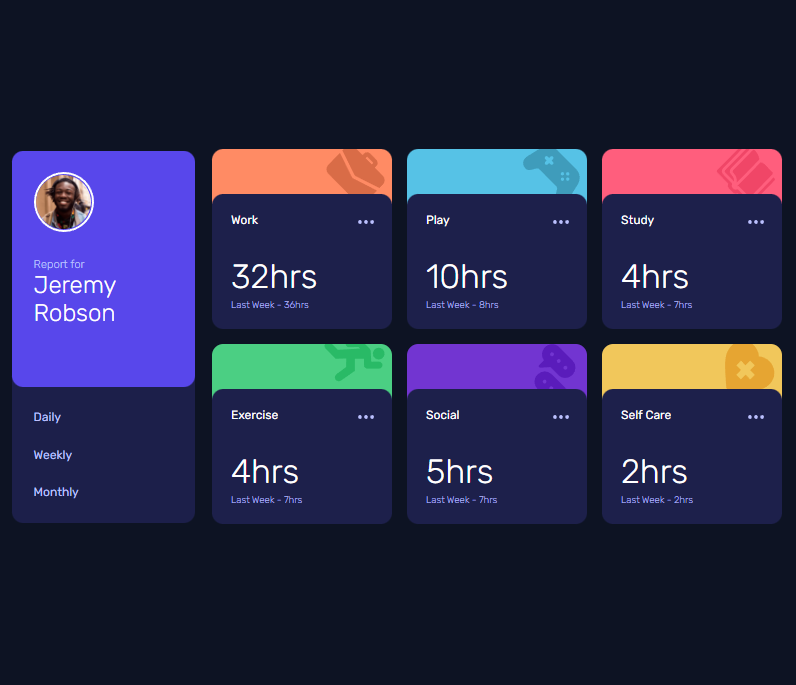 Report for
Jeremy
Robson
Daily
Weekly
Monthly
Work
32hrs
Last Week - 36hrs
Play
10hrs
Last Week - 8hrs
Study
4hrs
Last Week - 7hrs
Exercise
4hrs
Last Week - 7hrs
Social
5hrs
Last Week - 7hrs
Self Care
2hrs
Last Week - 2hrs